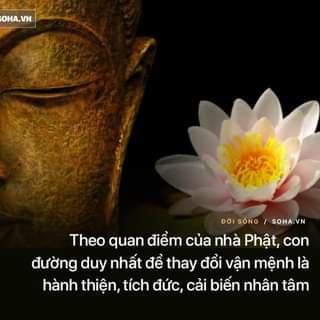 SOHA.VN
ĐỜI SỐNG / SOHA.VN
Theo quan điểm của nhà Phật, con
đường duy nhất để thay đổi vận mệnh là
hành thiện, tích đức, cải biến nhân tâm